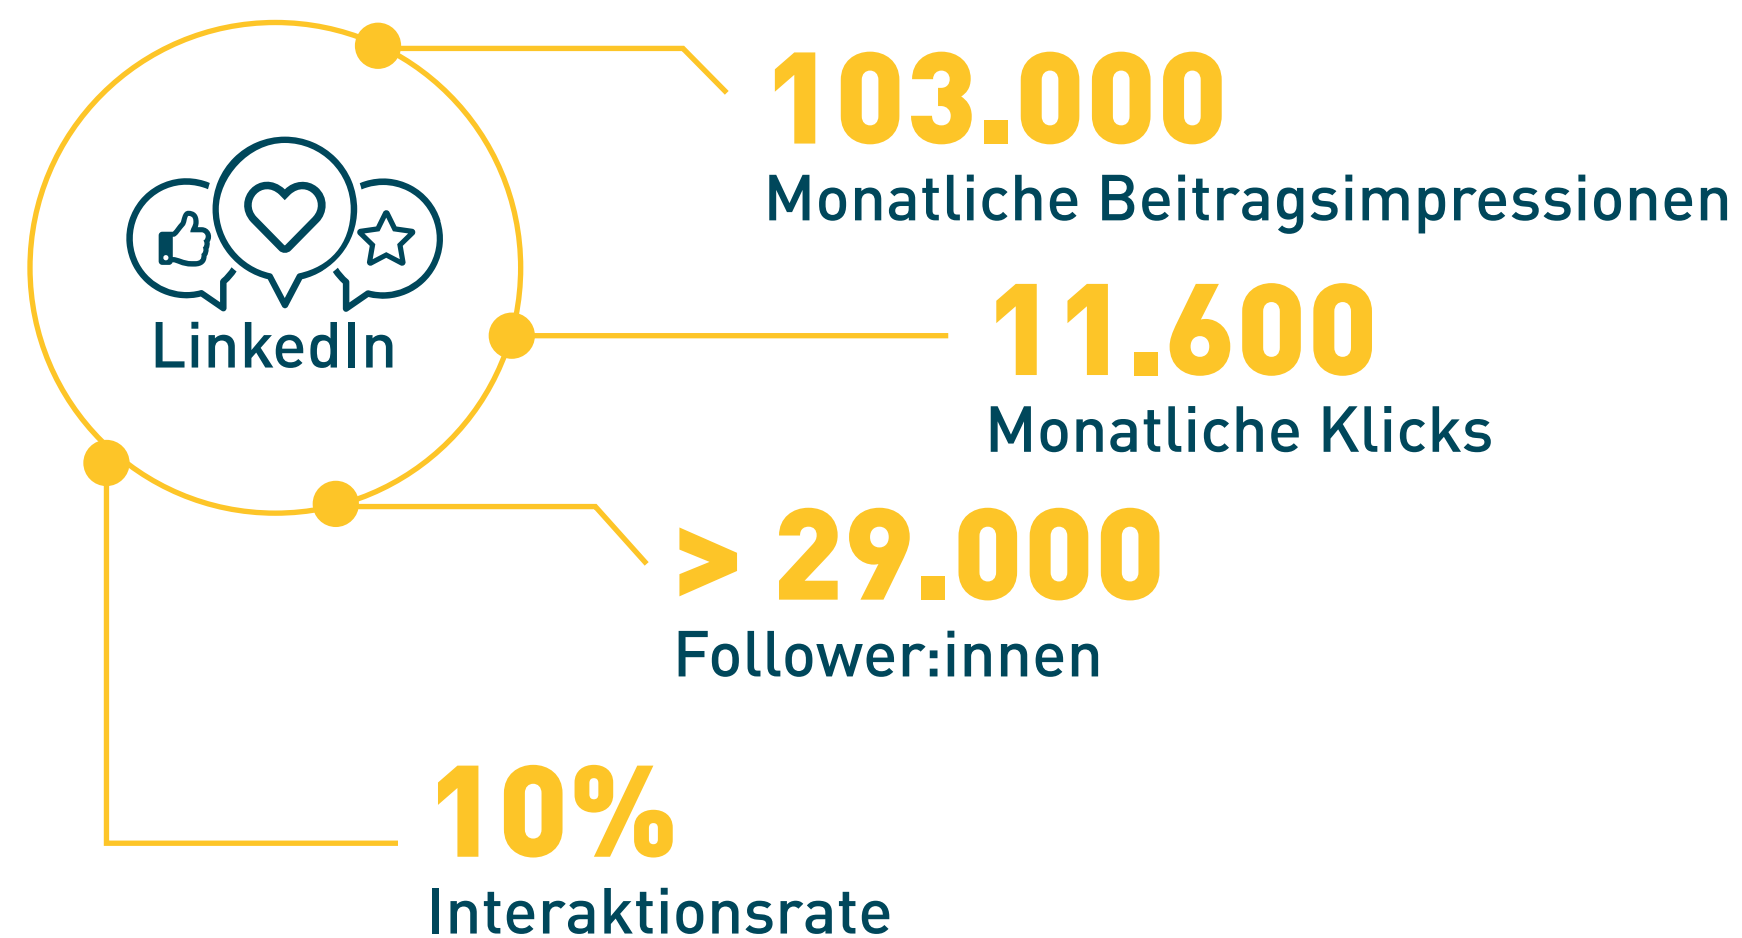 LinkedIn
103.000
Monatliche Beitragsimpressionen
11.600
Monatliche Klicks
> 29.000
Follower:innen
10%
Interaktionsrate